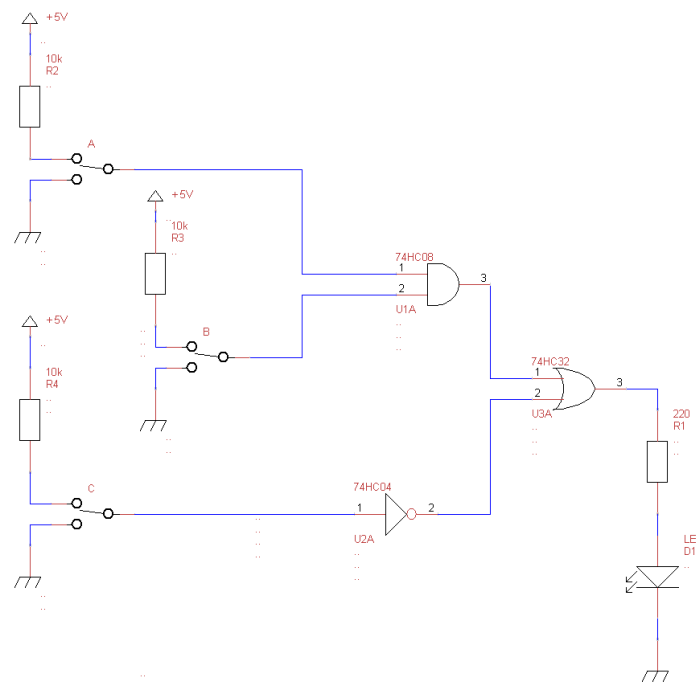 +5V
10k
R2
A
+5V
10k
R3
74HC08
1
2
3
U1A
+5V
B
10k
R4
74HC32
1
2
3
U3A
220
R1
C
74HC04
1
2
U2A
LE
D1